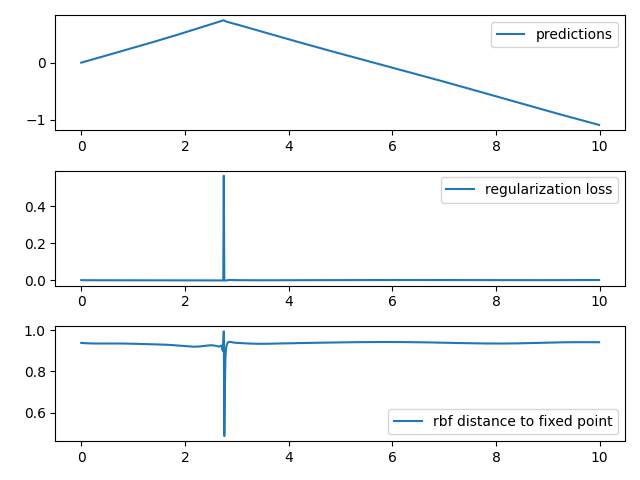 predictions
0
−1
0 2 4 6 8 10
regularization loss
0.4
0.2
0.0
0 2 4 6 8 10
1.0
0.8
0.6
rbf distance to fixed point
0 2 4 6 8 10